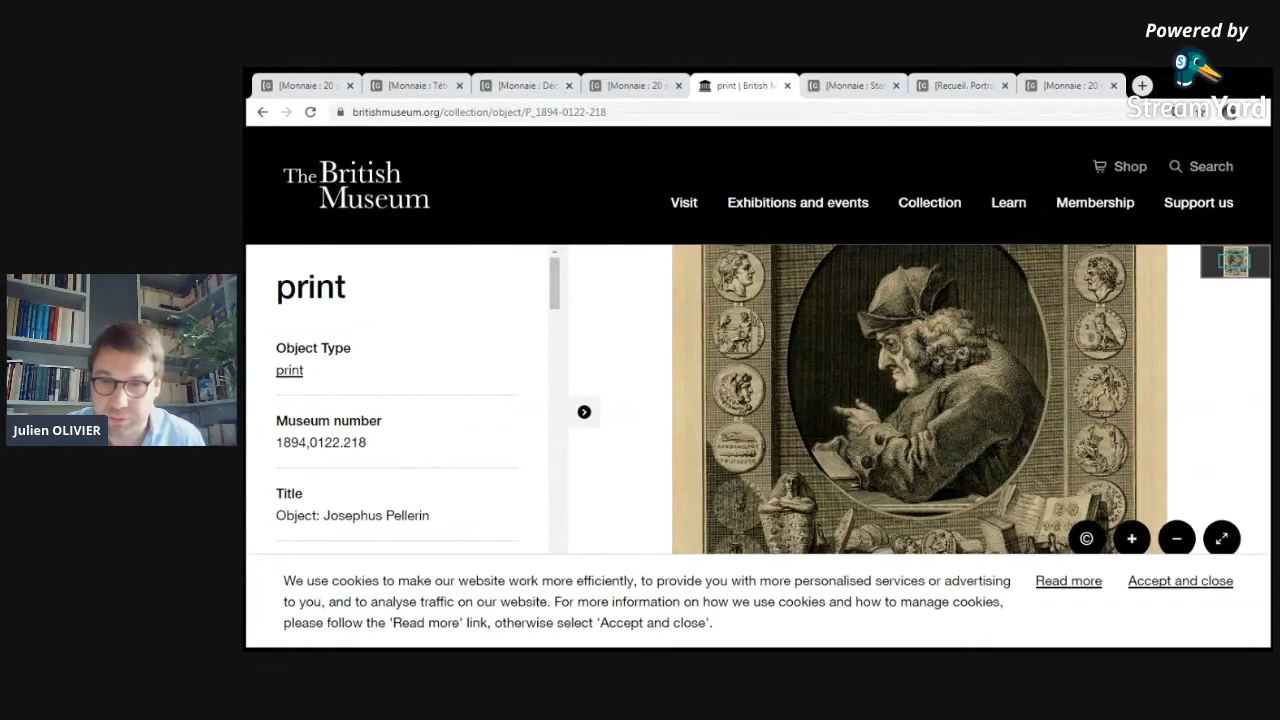 Powered by
StreamYard
[Monnaie : 20
[Monnaie : Tét
[Monnaie : Déc
[Monnaie : 20
print | British M
[Monnaie : Sta
[Recueil. Portr
[Monnaie : 20
britishmuseum.org/collection/object/P_1894-0122-218
The British
Museum
Shop
Search
Visit
Exhibitions and events
Collection
Learn
Membership
Support us
print
Object Type
print
Museum number
1894,0122.218
Title
Object: Josephus Pellerin
Julien OLIVIER
We use cookies to make our website work more efficiently, to provide you with more personalised services or advertising
to you, and to analyse traffic on our website. For more information on how we use cookies and how to manage cookies,
please follow the 'Read more' link, otherwise select 'Accept and close'.
Read more
Accept and close